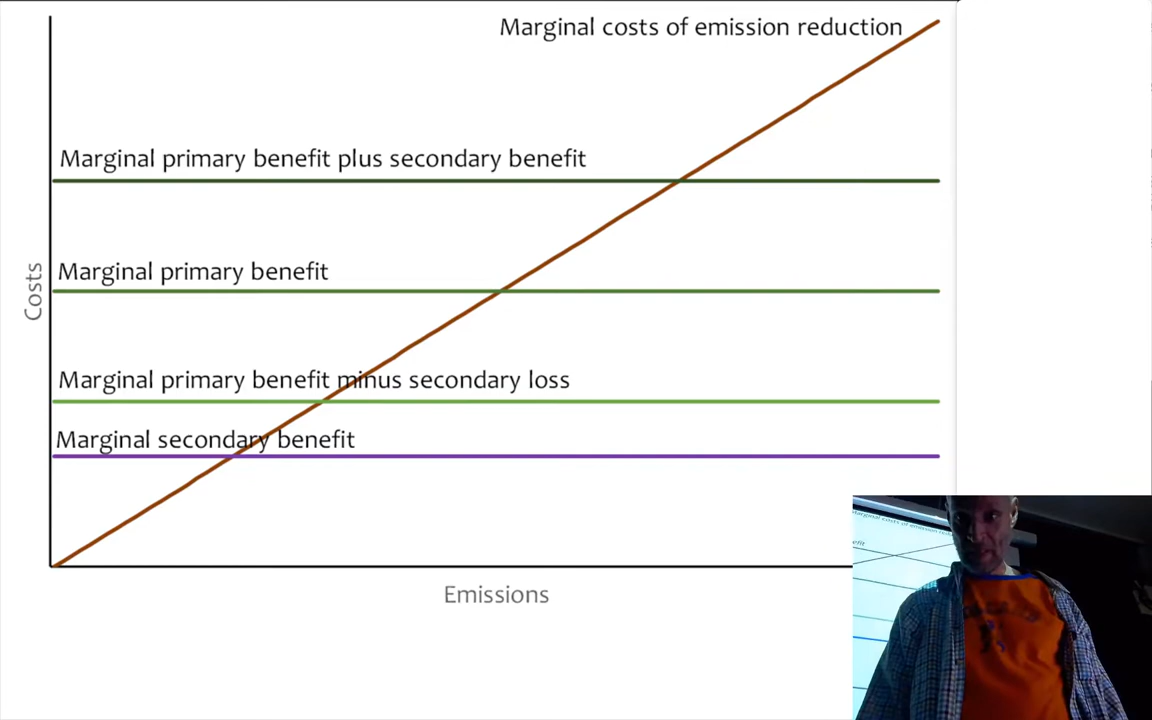 Marginal costs of emission reduction
Marginal primary benefit plus secondary benefit
Marginal primary benefit
Costs
Marginal primary benefit minus secondary loss
Marginal secondary benefit
Emissions